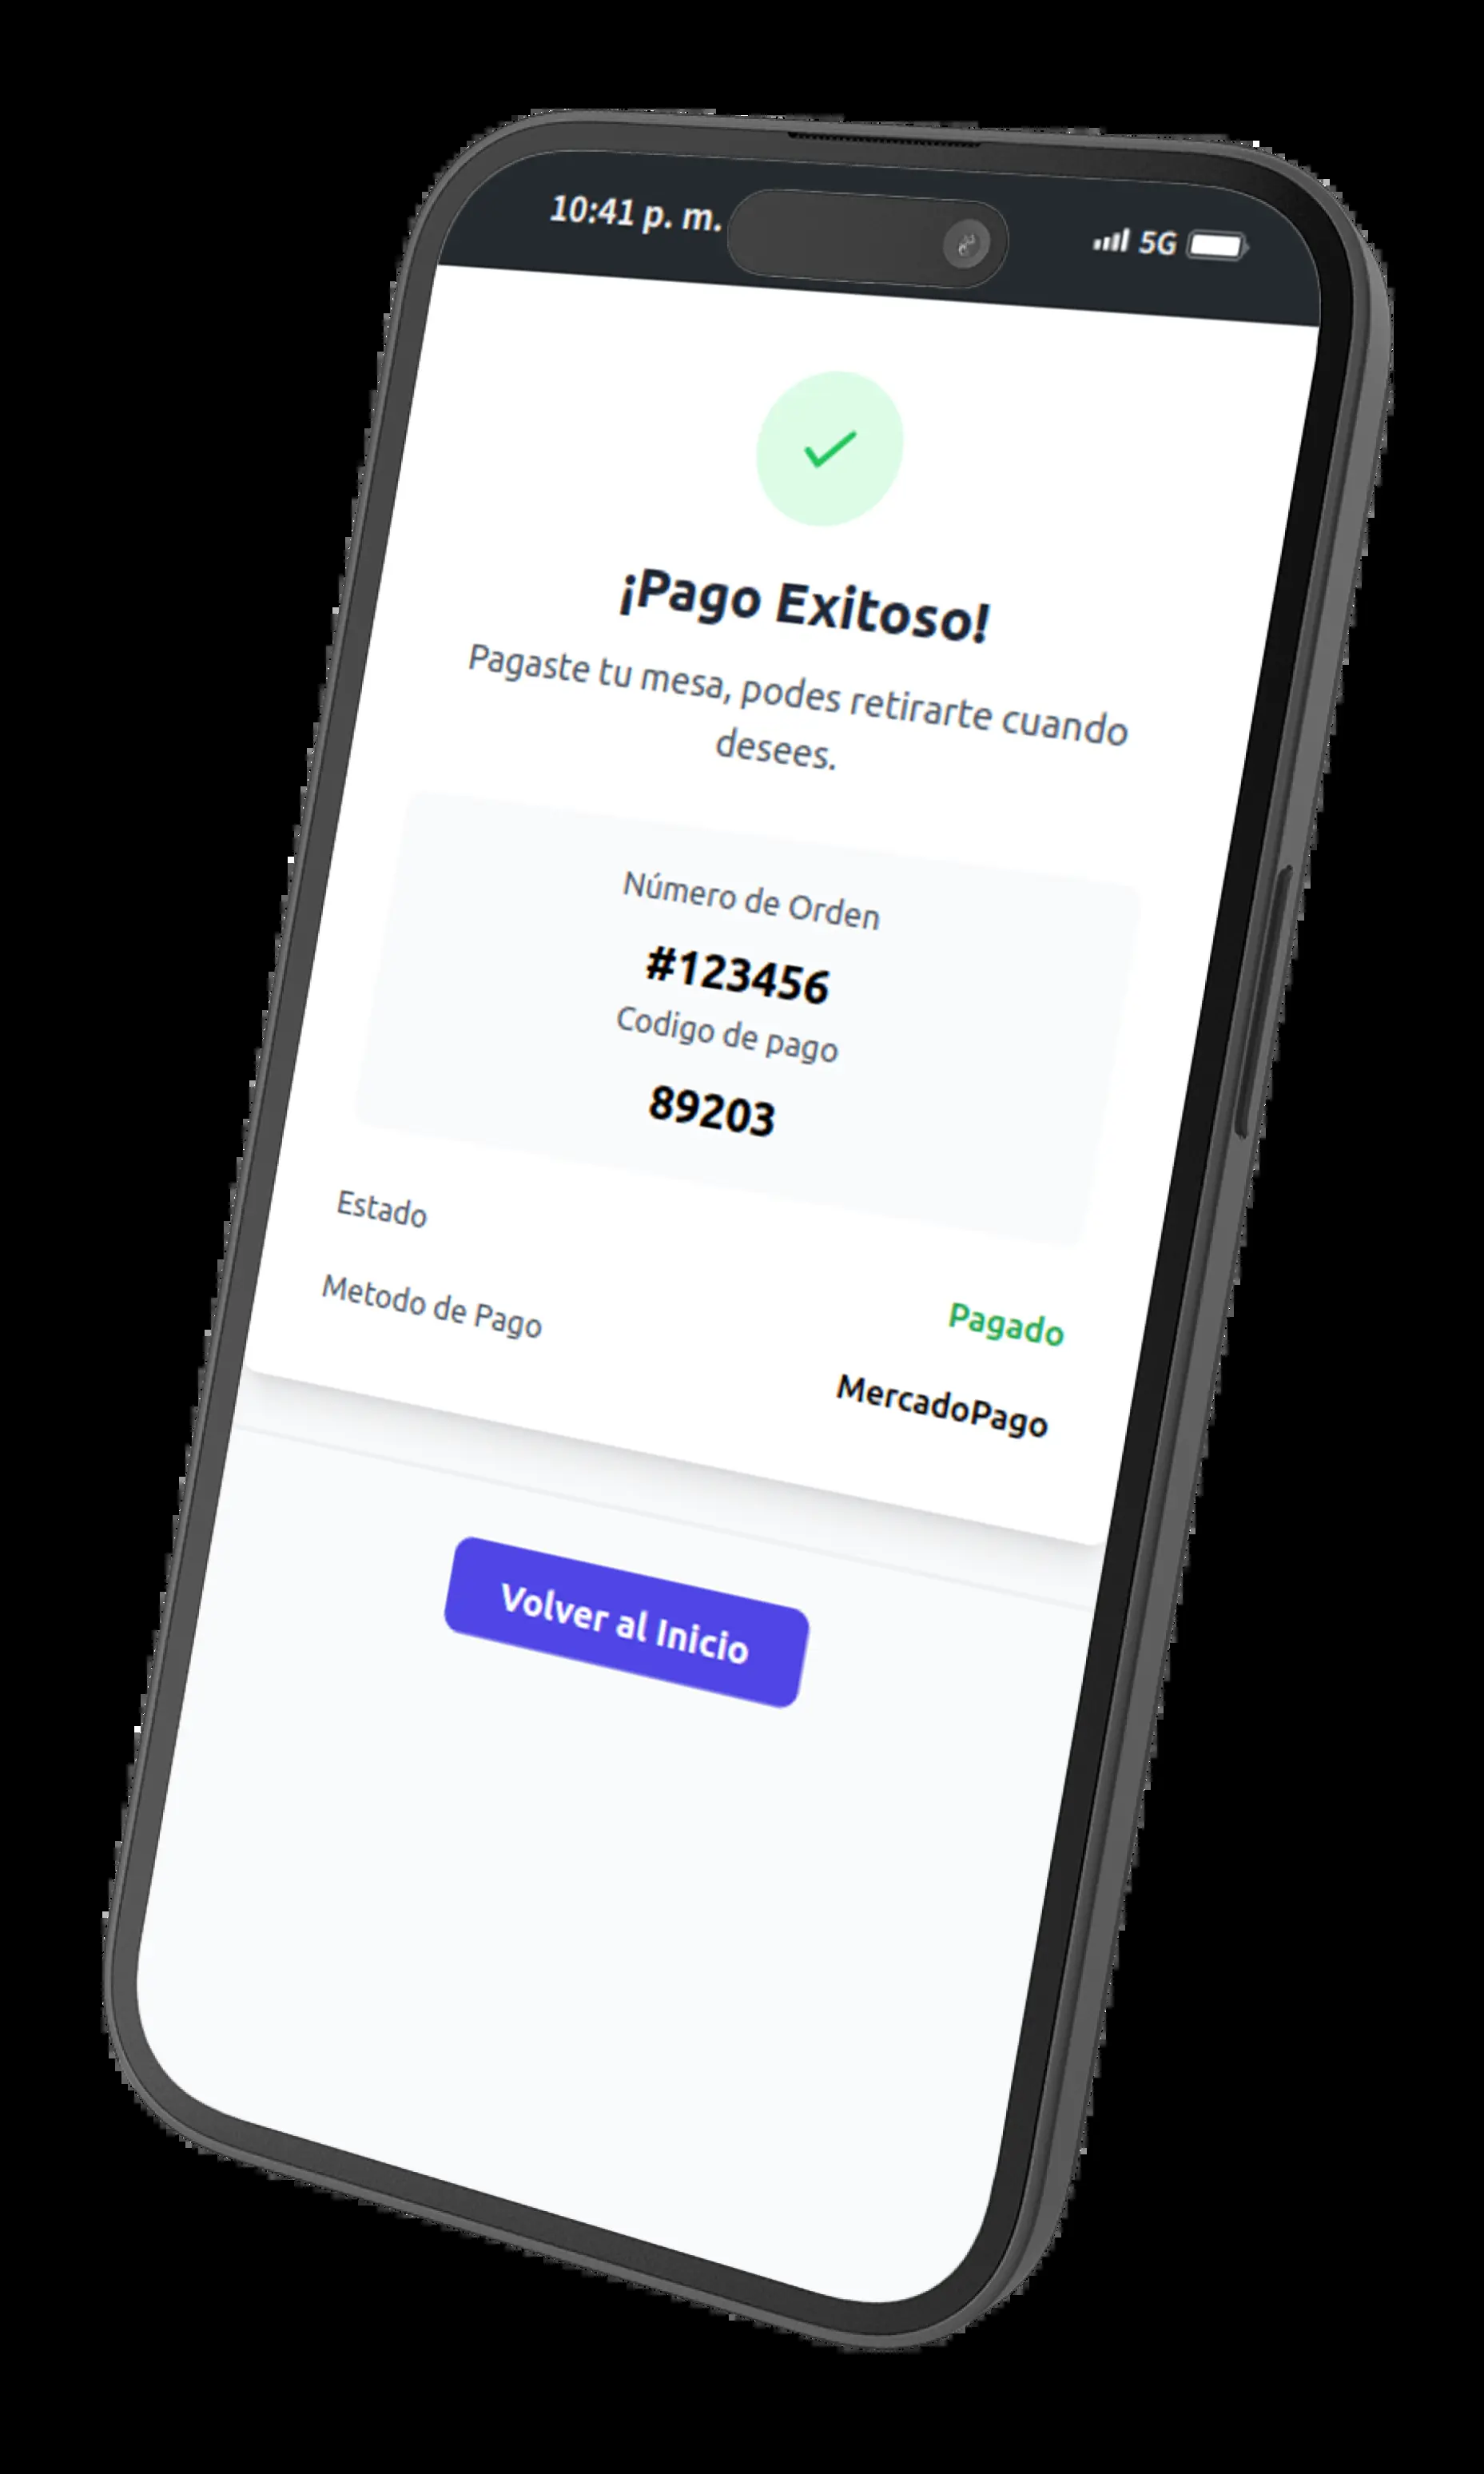 10:41 p. m.
5G
¡Pago Exitoso!
Pagaste tu mesa, podes retirarte cuando
desees.
Número de Orden
#123456
Codigo de pago
89203
Estado
Pagado
Metodo de Pago
MercadoPago
Volver al Inicio